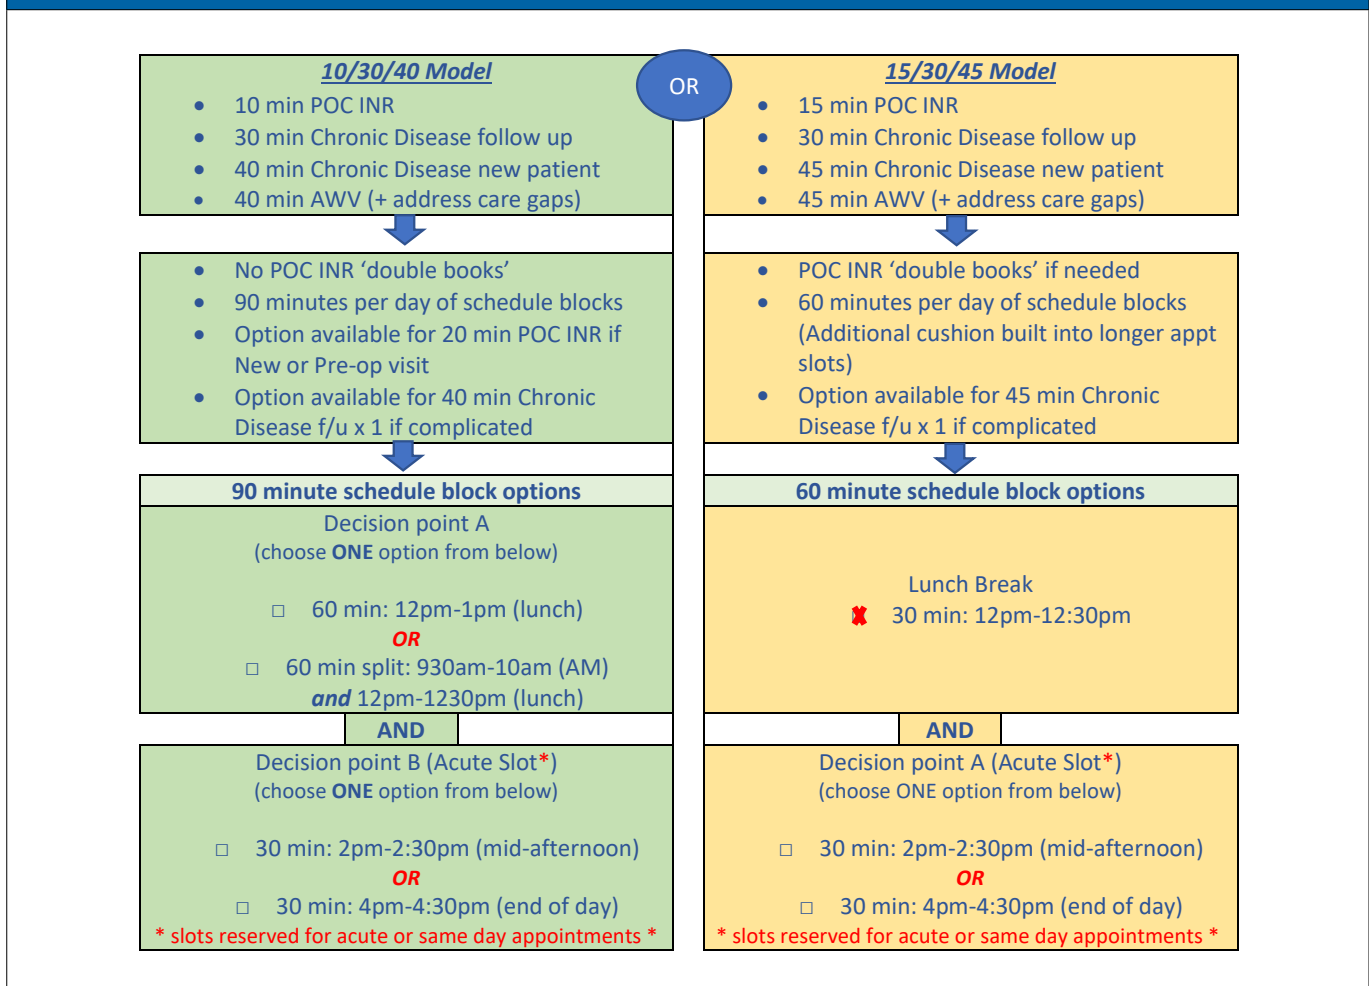 10/30/40 Model
• 10 min POC INR
• 30 min Chronic Disease follow up
• 40 min Chronic Disease new patient
• 40 min AWV (+ address care gaps)
OR
15/30/45 Model
• 15 min POC INR
• 30 min Chronic Disease follow up
• 45 min Chronic Disease new patient
• 45 min AWV (+ address care gaps)
• No POC INR ‘double books’
• 90 minutes per day of schedule blocks
• Option available for 20 min POC INR if
New or Pre-op visit
• Option available for 40 min Chronic
Disease f/u x 1 if complicated
• POC INR ‘double books’ if needed
• 60 minutes per day of schedule blocks
(Additional cushion built into longer appt
slots)
• Option available for 45 min Chronic
Disease f/u x 1 if complicated
90 minute schedule block options
Decision point A
(choose ONE option from below)
□ 60 min: 12pm-1pm (lunch)
OR
□ 60 min split: 930am-10am (AM)
and 12pm-1230pm (lunch)
AND
Decision point B (Acute Slot*)
(choose ONE option from below)
□ 30 min: 2pm-2:30pm (mid-afternoon)
OR
□ 30 min: 4pm-4:30pm (end of day)
* slots reserved for acute or same day appointments *
60 minute schedule block options
Lunch Break
30 min: 12pm-12:30pm
AND
Decision point A (Acute Slot*)
(choose ONE option from below)
□ 30 min: 2pm-2:30pm (mid-afternoon)
OR
□ 30 min: 4pm-4:30pm (end of day)
* slots reserved for acute or same day appointments *